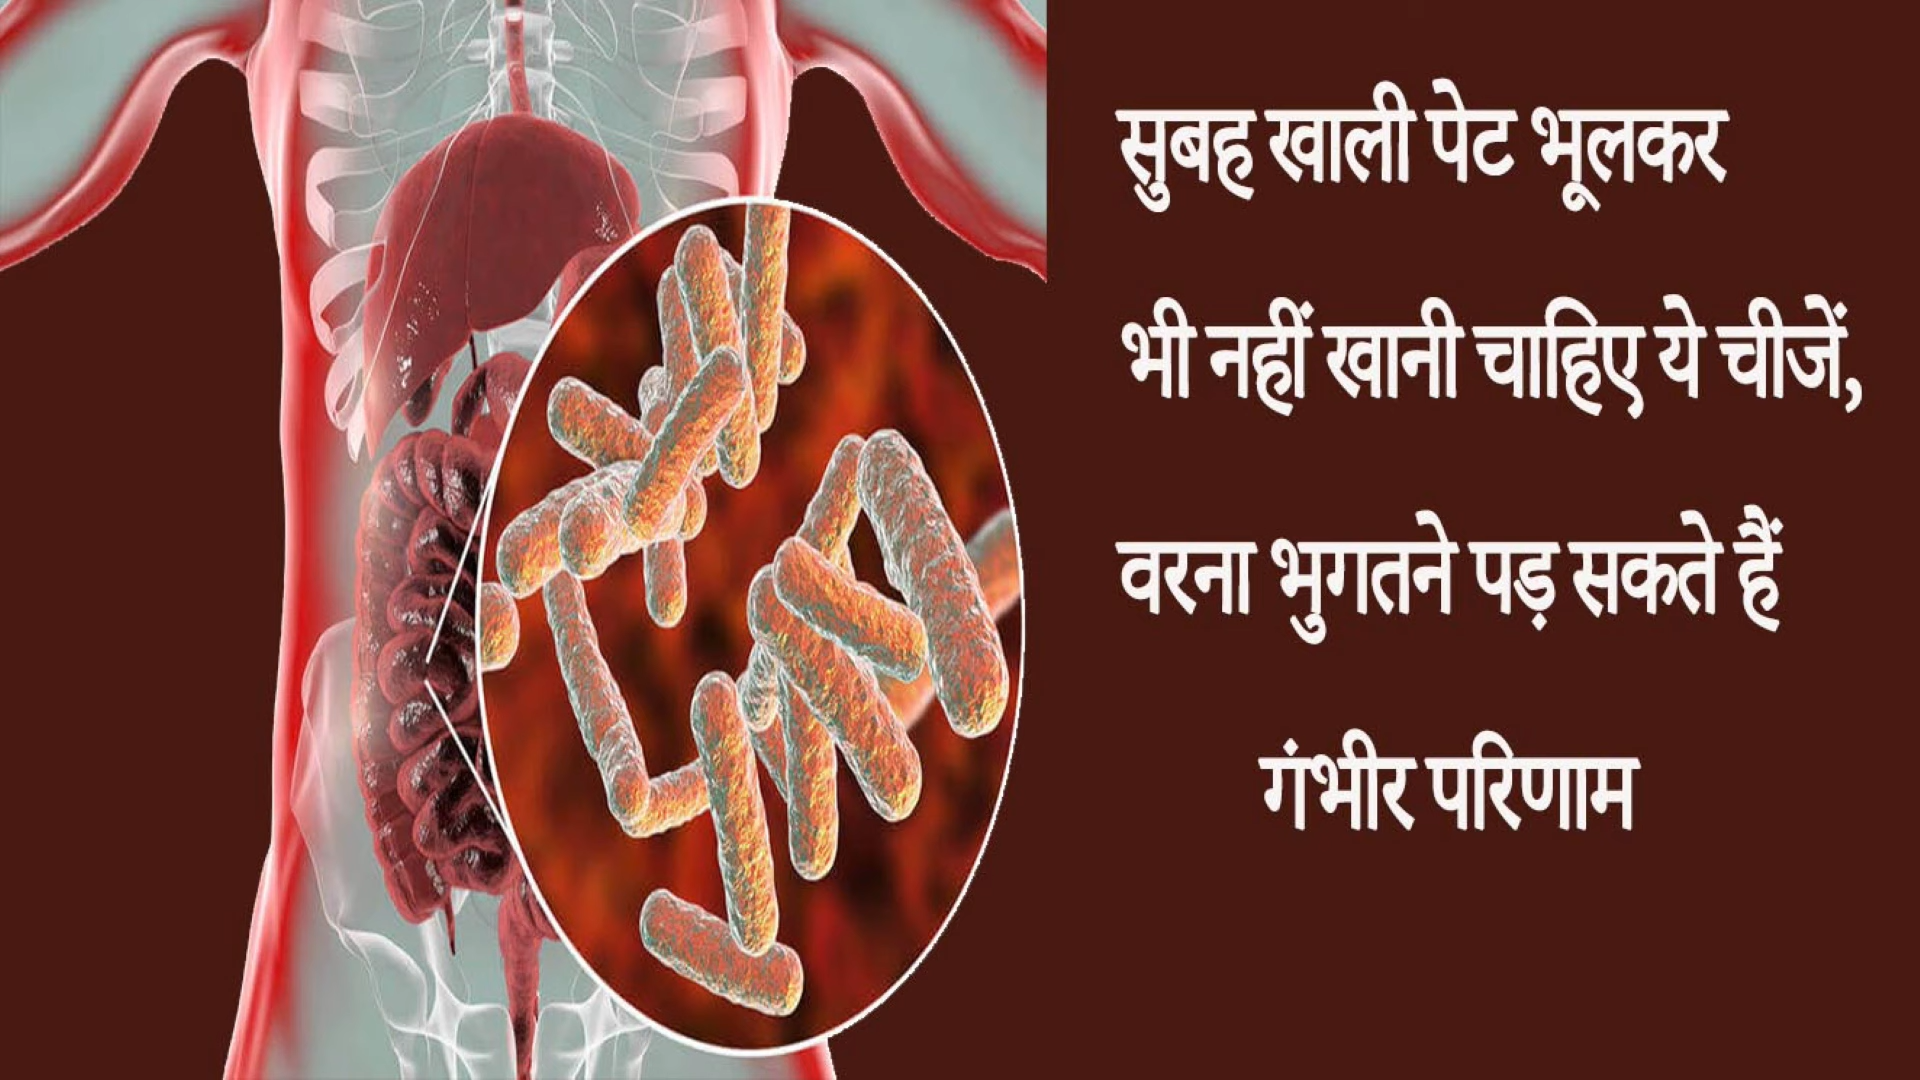 सुबह खाली पेट भूलकर
भी नहीं खानी चाहिए ये चीजें,
वरना भुगतने पड़ सकते हैं
गंभीर परिणाम